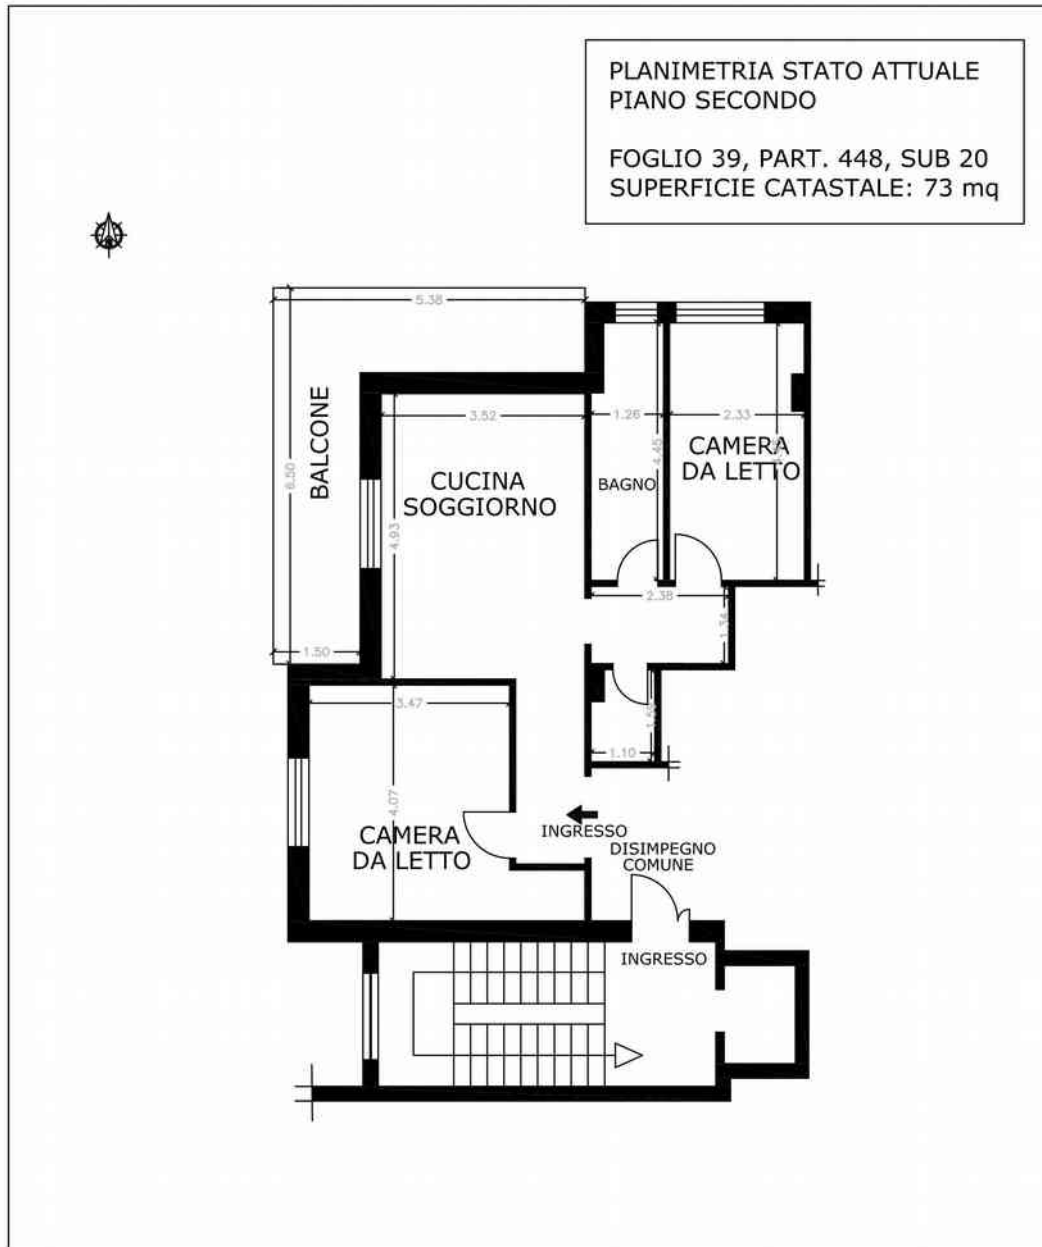 PLANIMETRIA STATO ATTUALE
PIANO SECONDO
FOGLIO 39, PART. 448, SUB 20
SUPERFICIE CATASTALE: 73 mq
5.38
BALCONE
6.50
1.50
3.52
CUCINA
SOGGIORNO
4.93
1.26
4.45
BAGNO
2.33
CAMERA
DA LETTO
2.38
1.34
1.10
3.47
4.07
CAMERA
DA LETTO
INGRESSO
DISIMPEGNO
COMUNE
INGRESSO